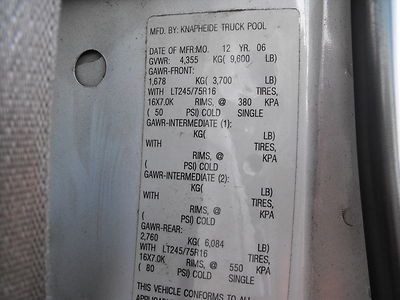 MFD. BY: KNAPHEIDE TRUCK POOL
DATE OF MFR:MO. 12 YR. 06
GVWR: 4,355 KG( 9,600 LB)
GAWR-FRONT:
1,678 KG( 3,700 LB)
WITH LT245/75R16 TIRES,
16X7.0K RIMS, @ 380 KPA
( 50 PSI) COLD SINGLE
GAWR-INTERMEDIATE (1):
KG( LB)
WITH TIRES,
RIMS, @ KPA
( PSI) COLD
GAWR-INTERMEDIATE (2):
KG( LB)
WITH TIRES,
RIMS, @ KPA
( PSI) COLD
GAWR-REAR:
2,760 KG( 6,084 LB)
WITH LT245/75R16 TIRES,
16X7.0K RIMS, @ 550 KPA
( 80 PSI) COLD SINGLE
THIS VEHICLE CONFORMS TO ALL
APPLICABLE